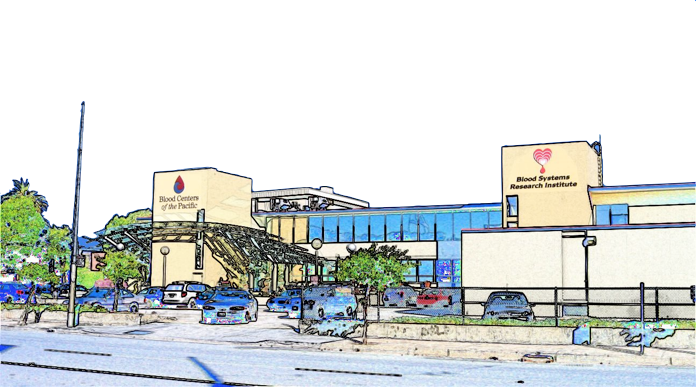 Blood Centers
of the Pacific
Blood Systems
Research Institute